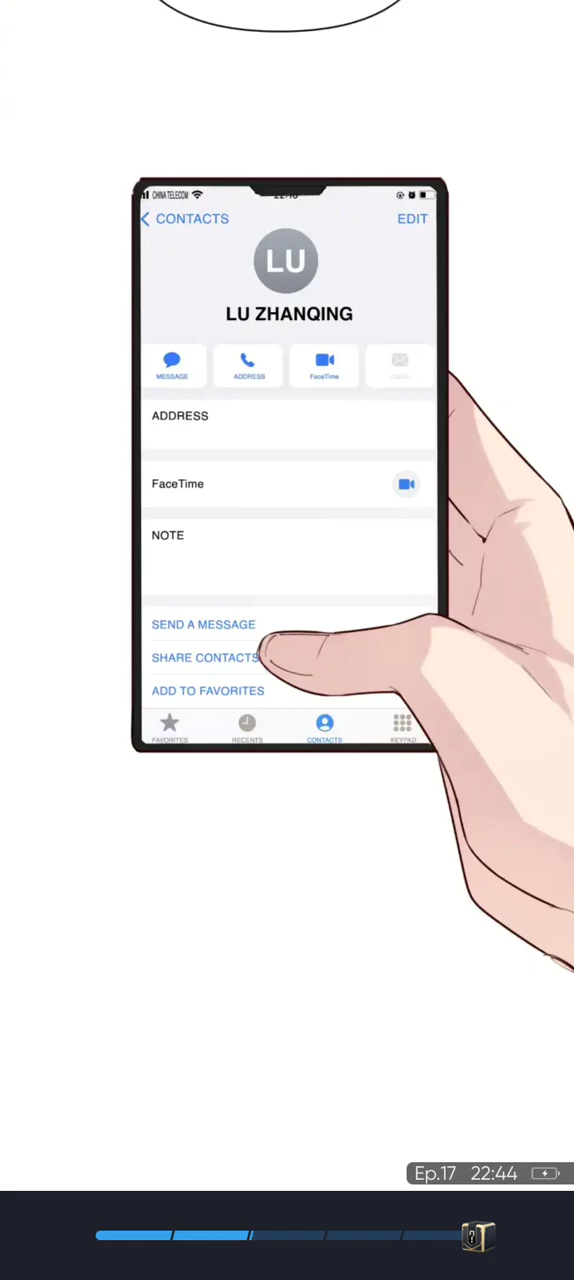 CHINA TELECOM
CONTACTS
EDIT
LU
LU ZHANQING
MESSAGE
ADDRESS
FaceTime
EMAIL
ADDRESS
FaceTime
NOTE
SEND A MESSAGE
SHARE CONTACTS
ADD TO FAVORITES
FAVORITES
RECENTS
CONTACTS
KEYPAD
Ep.17 22:44
?